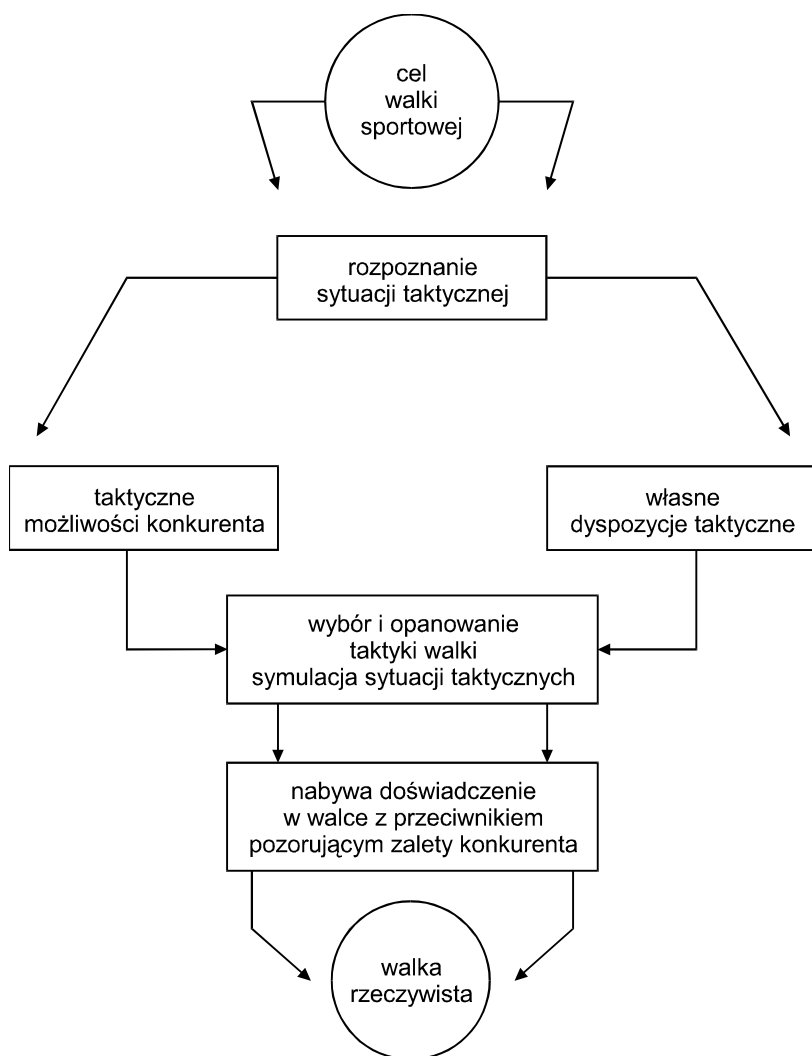 cel
walki
sportowej
rozpoznanie
sytuacji taktycznej
taktyczne
możliwości konkurenta
własne
dyspozycje taktyczne
wybór i opanowanie
taktyki walki
symulacja sytuacji taktycznych
nabywa doświadczenie
w walce z przeciwnikiem
pozorującym zalety konkurenta
walka
rzeczywista